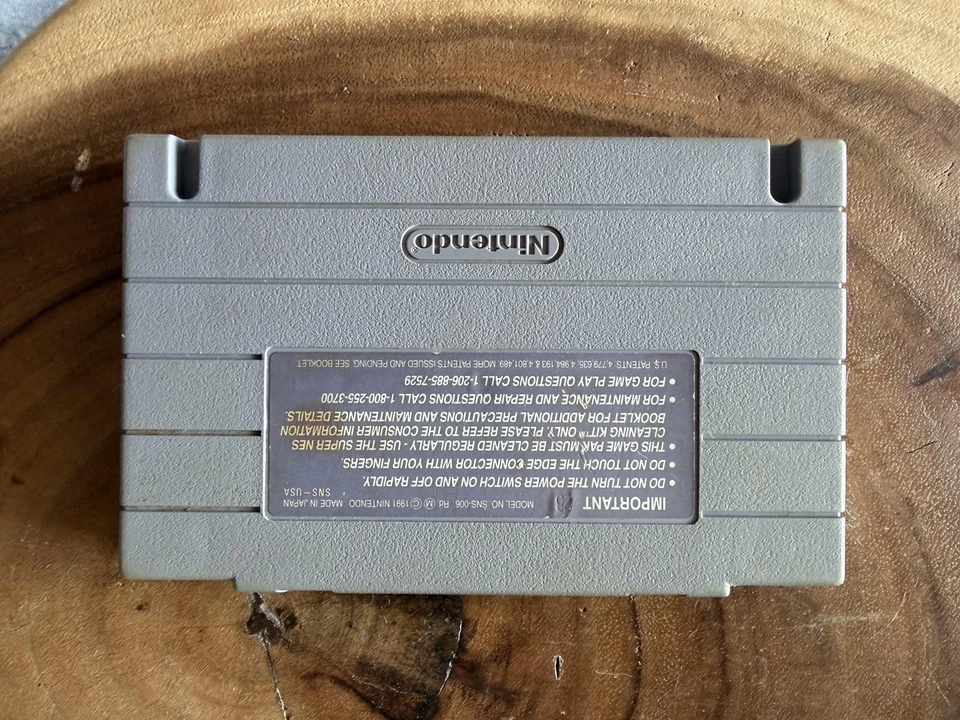 IMPORTANT MODEL NO. SNS-006 Rd Ⓜ Ⓒ 1991 NINTENDO MADE IN JAPAN
SNS-USA
• DO NOT TURN THE POWER SWITCH ON AND OFF RAPIDLY.
• DO NOT TOUCH THE EDGE CONNECTOR WITH YOUR FINGERS.
• THIS GAME PAK MUST BE CLEANED REGULARLY - USE THE SUPER NES
CLEANING KIT™ ONLY. PLEASE REFER TO THE CONSUMER INFORMATION
BOOKLET FOR ADDITIONAL PRECAUTIONS AND MAINTENANCE DETAILS.
• FOR MAINTENANCE AND REPAIR QUESTIONS CALL 1-800-255-3700
• FOR GAME PLAY QUESTIONS CALL 1-206-885-7529
U.S. PATENTS: 4,779,635; 4,984,193; 4,801,489. MORE PATENTS ISSUED AND PENDING. SEE BOOKLET.
Nintendo